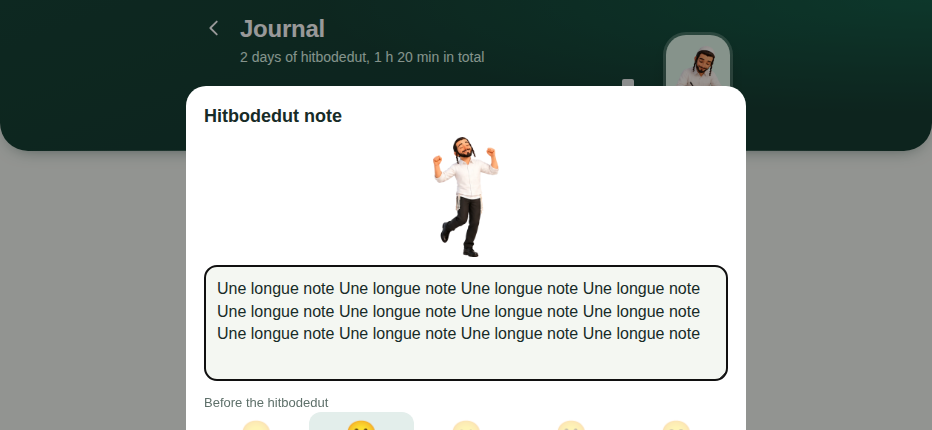 Journal
2 days of hitbodedut, 1 h 20 min in total
Hitbodedut note
Une longue note Une longue note Une longue note Une longue note
Une longue note Une longue note Une longue note Une longue note
Une longue note Une longue note Une longue note Une longue note
Before the hitbodedut